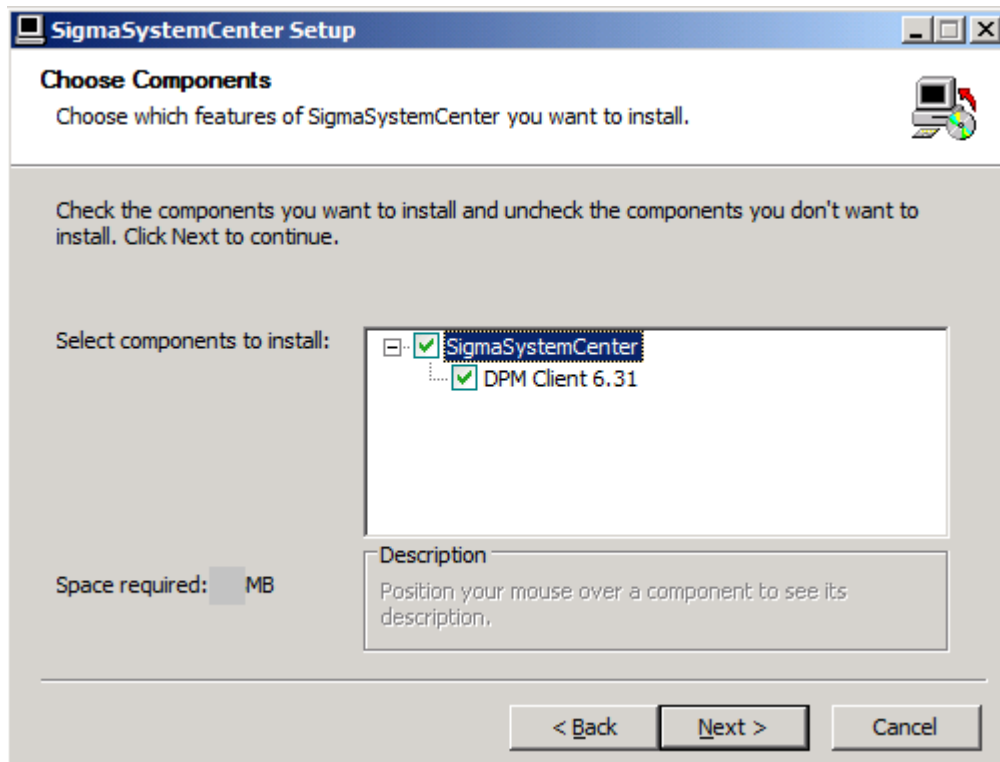 SigmaSystemCenter Setup
Choose Components
Choose which features of SigmaSystemCenter you want to install.
Check the components you want to install and uncheck the components you don't want to
install. Click Next to continue.
Select components to install:
SigmaSystemCenter
DPM Client 6.31
Space required: MB
Description
Position your mouse over a component to see its
description.
< Back
Next >
Cancel